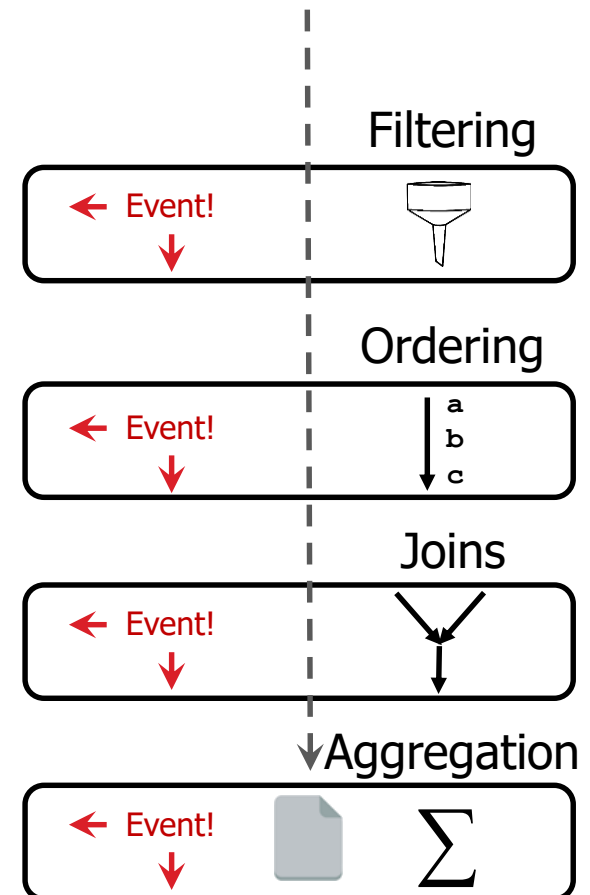 Filtering
Event!
Ordering
Event!
a
b
c
Joins
Event!
Aggregation
Event!
∑